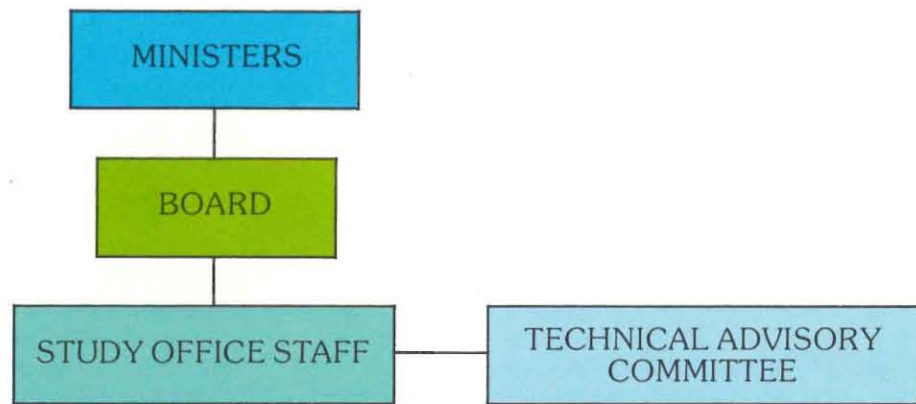 MINISTERS
BOARD
STUDY OFFICE STAFF
TECHNICAL ADVISORY
COMMITTEE